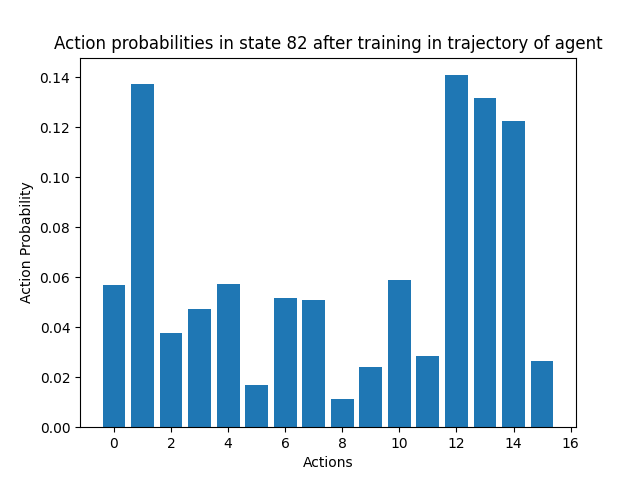 Action probabilities in state 82 after training in trajectory of agent
0.14
0.12
0.10
0.08
0.06
0.04
0.02
0.00
Action Probability
0 2 4 6 8 10 12 14 16
Actions